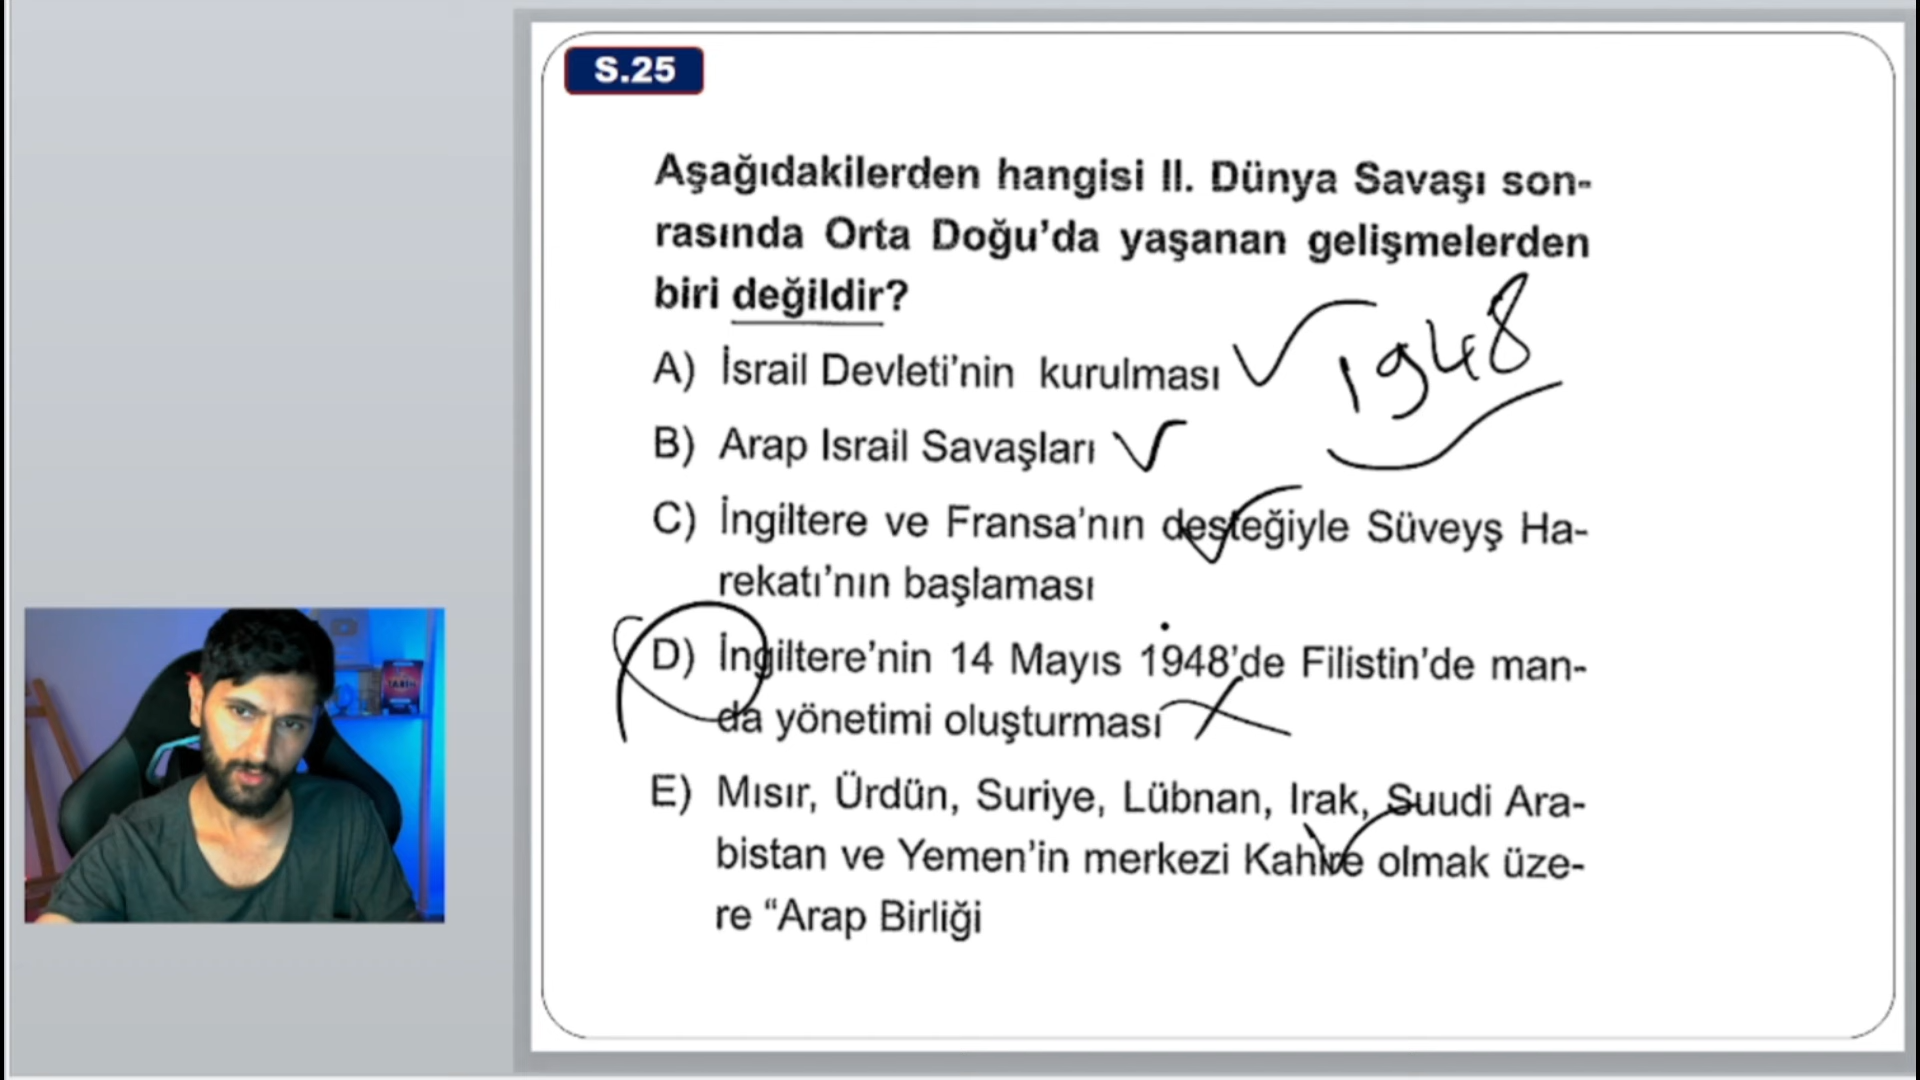 S.25
Aşağıdakilerden hangisi II. Dünya Savaşı son-
rasında Orta Doğu’da yaşanan gelişmelerden
biri değildir?
A) İsrail Devleti’nin kurulması
1948
B) Arap Israil Savaşları
C) İngiltere ve Fransa’nın desteğiyle Süveyş Ha-
rekatı’nın başlaması
D) İngiltere’nin 14 Mayıs 1948’de Filistin’de man-
da yönetimi oluşturması
E) Mısır, Ürdün, Suriye, Lübnan, Irak, Suudi Ara-
bistan ve Yemen’in merkezi Kahire olmak üze-
re “Arap Birliği
TARİH